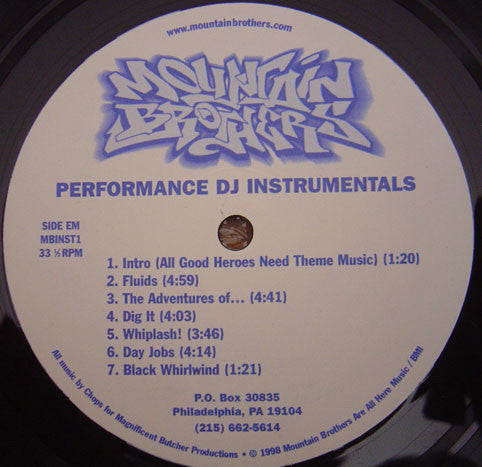 www.mountainbrothers.com
MOUNTAIN
BROTHERS
PERFORMANCE DJ INSTRUMENTALS
SIDE EM
MBINST1
33 ⅓ RPM
1. Intro (All Good Heroes Need Theme Music) (1:20)
2. Fluids (4:59)
3. The Adventures of... (4:41)
4. Dig It (4:03)
5. Whiplash! (3:46)
6. Day Jobs (4:14)
7. Black Whirlwind (1:21)
P.O. Box 30835
Philadelphia, PA 19104
(215) 662-5614
All music by Chops for Magnificent Butcher Productions • © 1998 Mountain Brothers Are All Here Music / BMI